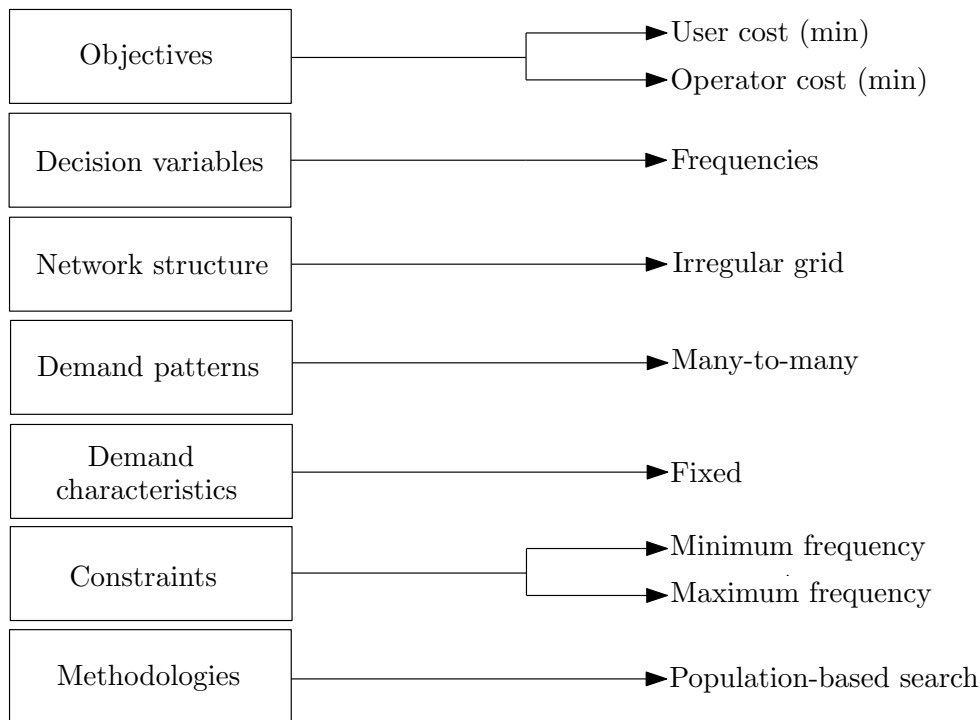 Objectives
User cost (min)
Operator cost (min)
Decision variables
Frequencies
Network structure
Irregular grid
Demand patterns
Many-to-many
Demand
characteristics
Fixed
Constraints
Minimum frequency
Maximum frequency
Methodologies
Population-based search